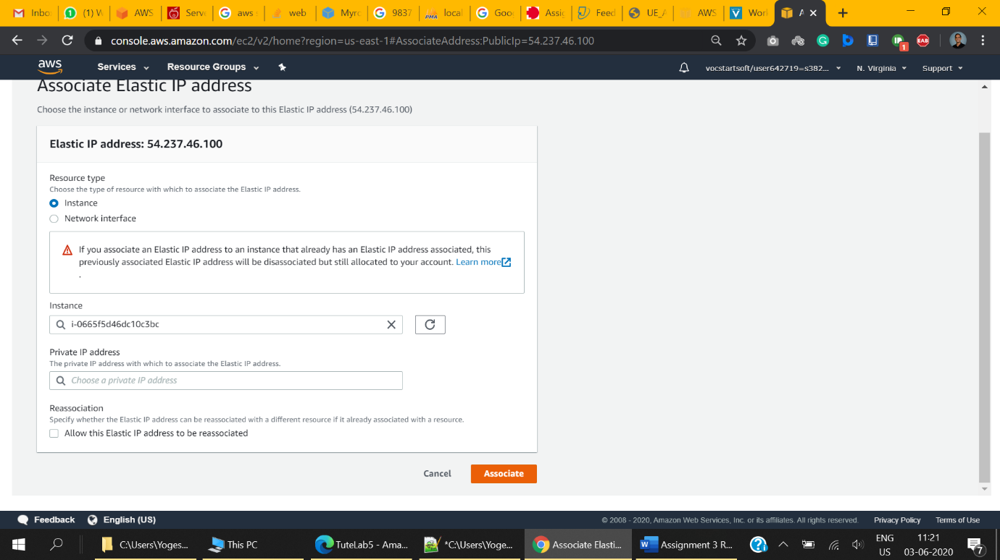 Inbo
(1) W
AWS
Serv
aws s
web
Myrc
9837
local
Goo
Assig
Feed
UE_A
AWS
Work
A
console.aws.amazon.com/ec2/v2/home?region=us-east-1#AssociateAddress:PublicIp=54.237.46.100
1
aws
Services
Resource Groups
vocstartsoft/user642719=s382...
N. Virginia
Support
Associate Elastic IP address
Choose the instance or network interface to associate to this Elastic IP address (54.237.46.100)
Elastic IP address: 54.237.46.100
Resource type
Choose the type of resource with which to associate the Elastic IP address.
Instance
Network interface
If you associate an Elastic IP address to an instance that already has an Elastic IP address associated, this
previously associated Elastic IP address will be disassociated but still allocated to your account. Learn more
.
Instance
i-0665f5d46dc10c3bc
Private IP address
The private IP address with which to associate the Elastic IP address.
Choose a private IP address
Reassociation
Specify whether the Elastic IP address can be reassociated with a different resource if it already associated with a resource.
Allow this Elastic IP address to be reassociated
Cancel
Associate
Feedback
English (US)
© 2008 - 2020, Amazon Web Services, Inc. or its affiliates. All rights reserved.
Privacy Policy
Terms of Use
C:\Users\Yoges...
This PC
TuteLab5 - Ama...
*C:\Users\Yoge...
Associate Elasti...
Assignment 3 R...
ENG
US
11:21
03-06-2020
7